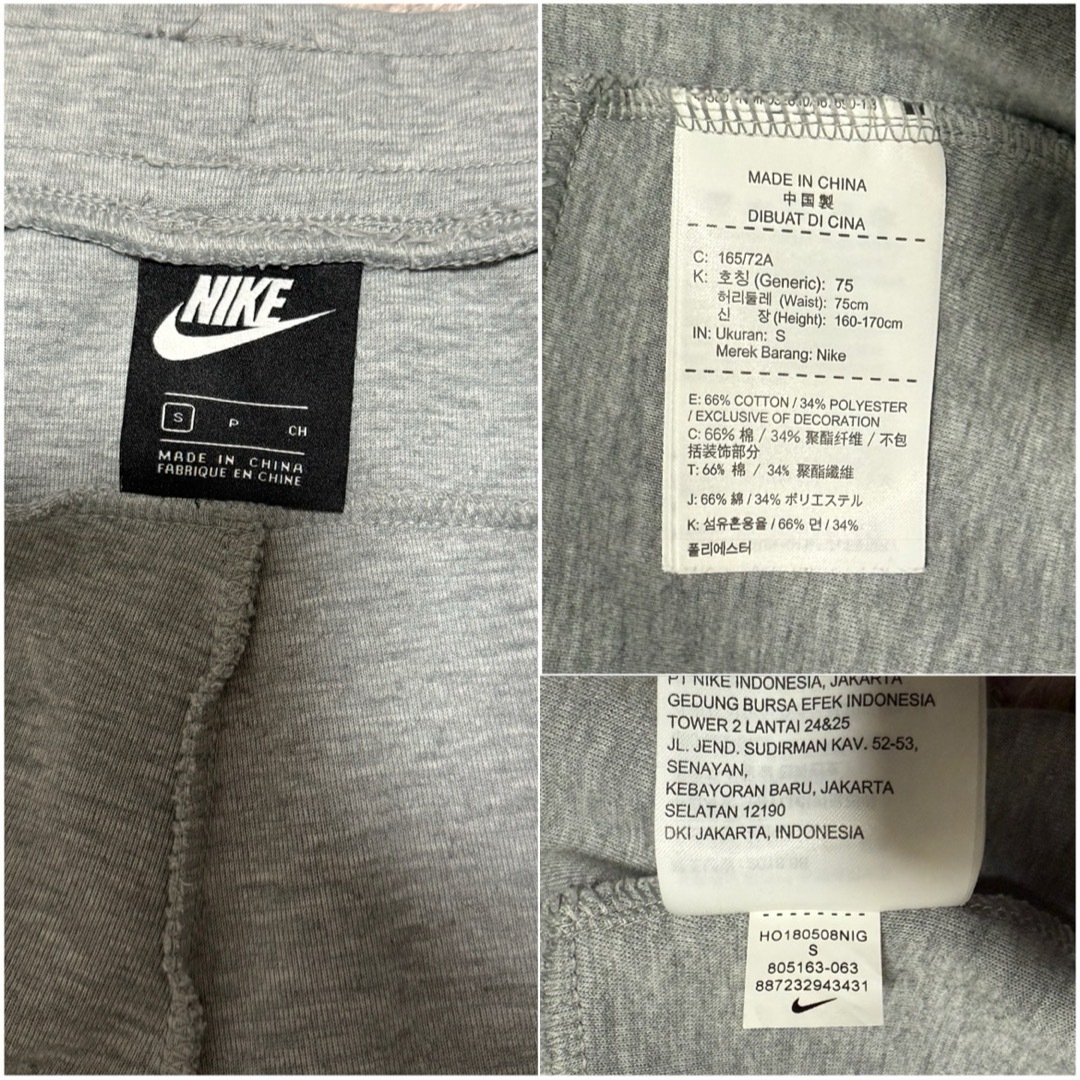 NIKE
S P CH
MADE IN CHINA
FABRIQUE EN CHINE
MADE IN CHINA
中国製
DIBUAT DI CINA
C: 165/72A
K: 호칭 (Generic): 75
허리둘레 (Waist): 75cm
신 장 (Height): 160-170cm
IN: Ukuran: S
Merek Barang: Nike
E: 66% COTTON / 34% POLYESTER
/ EXCLUSIVE OF DECORATION
C: 66% 棉 / 34% 聚酯纤维 / 不包
括装饰部分
T: 66% 棉 / 34% 聚酯纖維
J: 66% 綿 / 34% ポリエステル
K: 섬유혼용율 / 66% 면 / 34%
폴리에스터
PT NIKE INDONESIA, JAKARTA
GEDUNG BURSA EFEK INDONESIA
TOWER 2 LANTAI 24&25
JL. JEND. SUDIRMAN KAV. 52-53,
SENAYAN,
KEBAYORAN BARU, JAKARTA
SELATAN 12190
DKI JAKARTA, INDONESIA
HO180508NIG
S
805163-063
887232943431